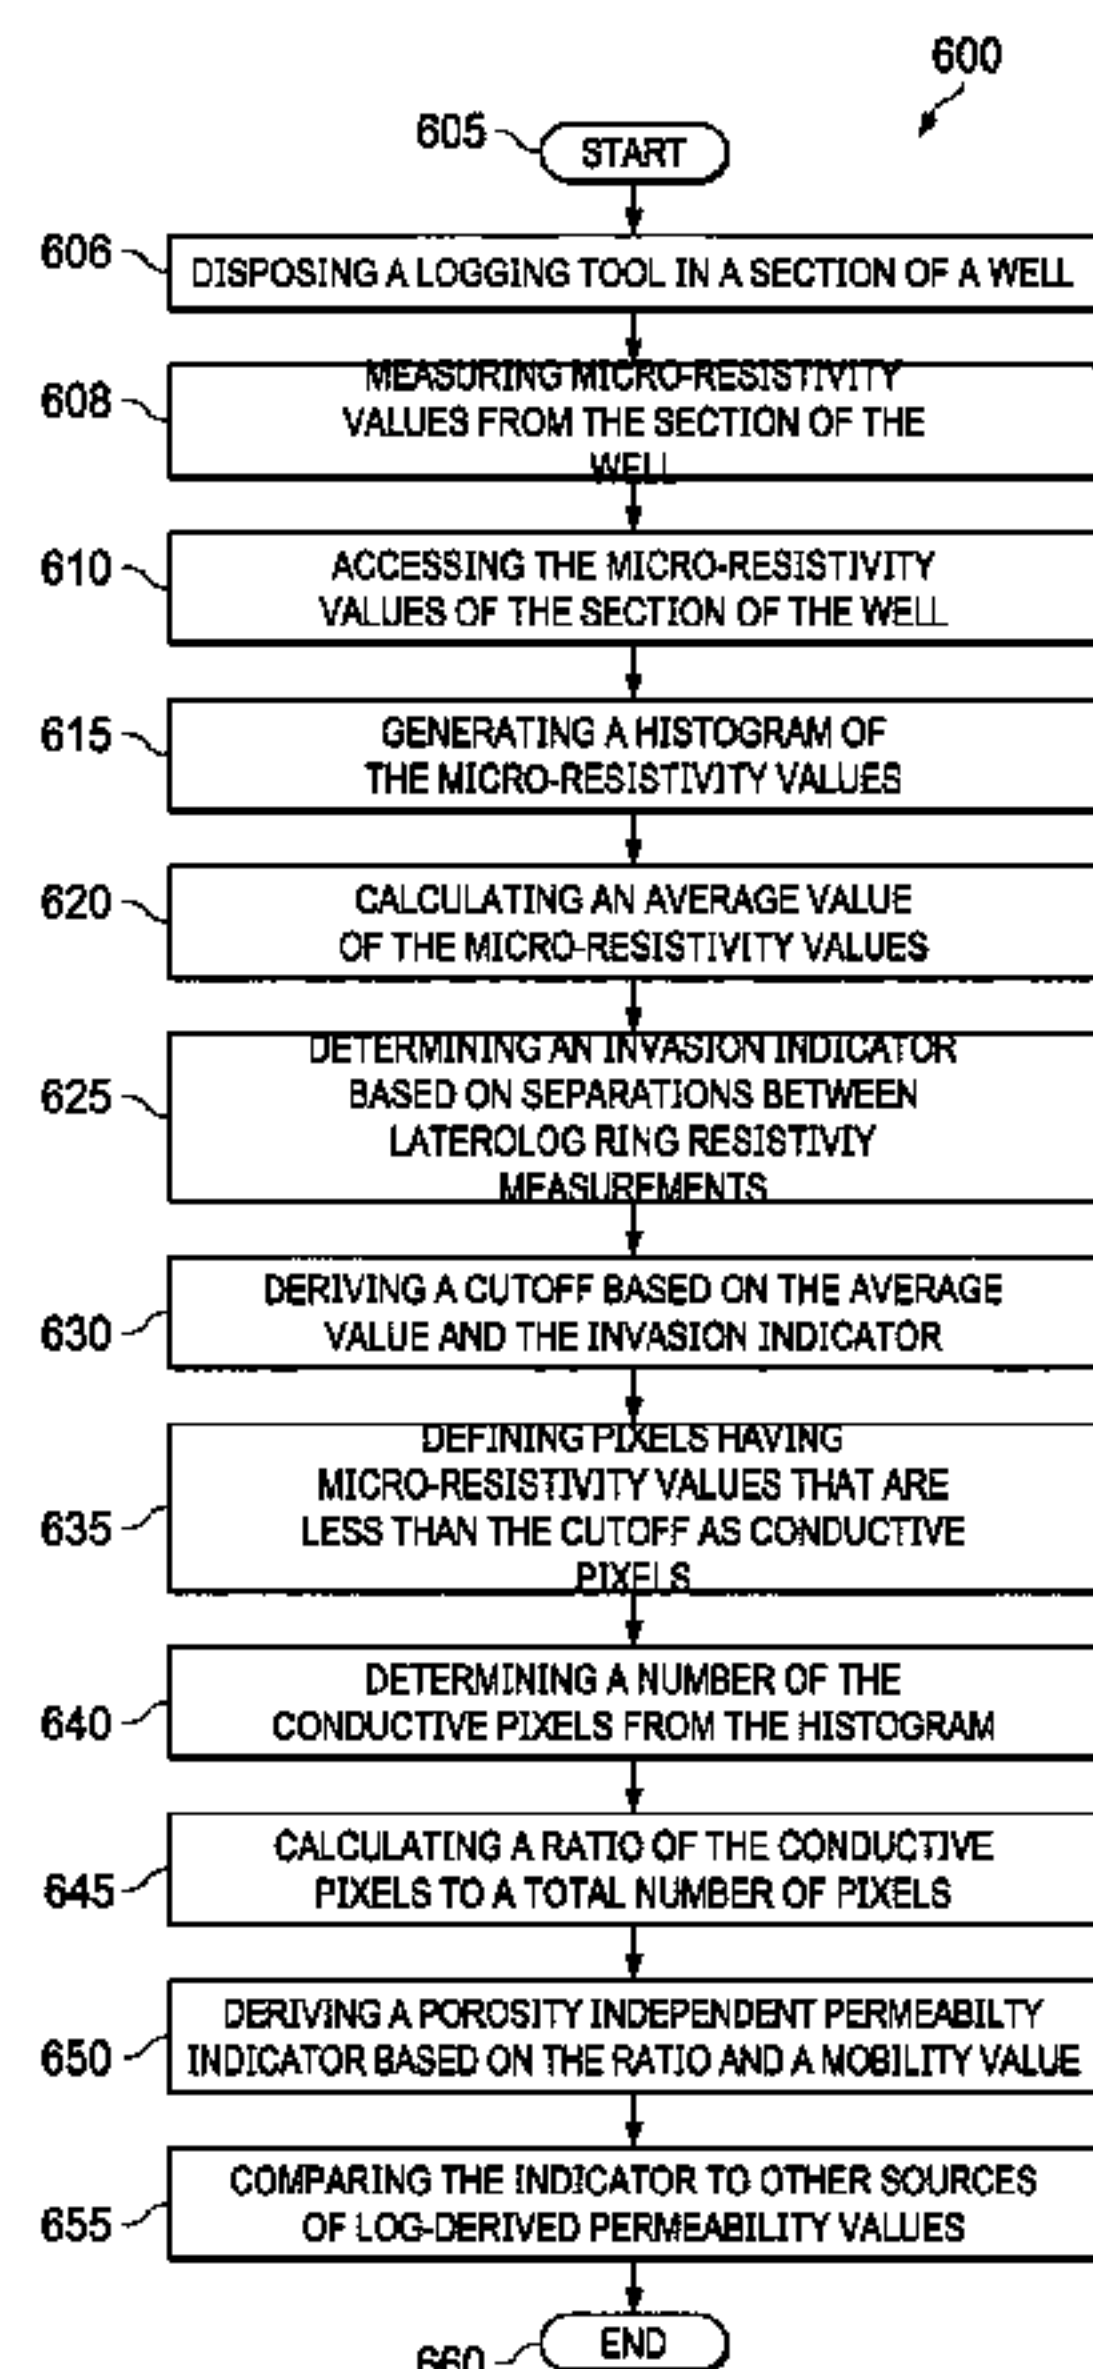 600
605
START
606
DISPOSING A LOGGING TOOL IN A SECTION OF A WELL
608
MEASURING MICRO-RESISTIVITY
VALUES FROM THE SECTION OF THE
WELL
610
ACCESSING THE MICRO-RESISTIVITY
VALUES OF THE SECTION OF THE WELL
615
GENERATING A HISTOGRAM OF
THE MICRO-RESISTIVITY VALUES
620
CALCULATING AN AVERAGE VALUE
OF THE MICRO-RESISTIVITY VALUES
625
DETERMINING AN INVASION INDICATOR
BASED ON SEPARATIONS BETWEEN
LATEROLOG RING RESISTIVIY
MEASUREMENTS
630
DERIVING A CUTOFF BASED ON THE AVERAGE
VALUE AND THE INVASION INDICATOR
635
DEFINING PIXELS HAVING
MICRO-RESISTIVITY VALUES THAT ARE
LESS THAN THE CUTOFF AS CONDUCTIVE
PIXELS
640
DETERMINING A NUMBER OF THE
CONDUCTIVE PIXELS FROM THE HISTOGRAM
645
CALCULATING A RATIO OF THE CONDUCTIVE
PIXELS TO A TOTAL NUMBER OF PIXELS
650
DERIVING A POROSITY INDEPENDENT PERMEABILTY
INDICATOR BASED ON THE RATIO AND A MOBILITY VALUE
655
COMPARING THE INDICATOR TO OTHER SOURCES
OF LOG-DERIVED PERMEABILITY VALUES
660
END